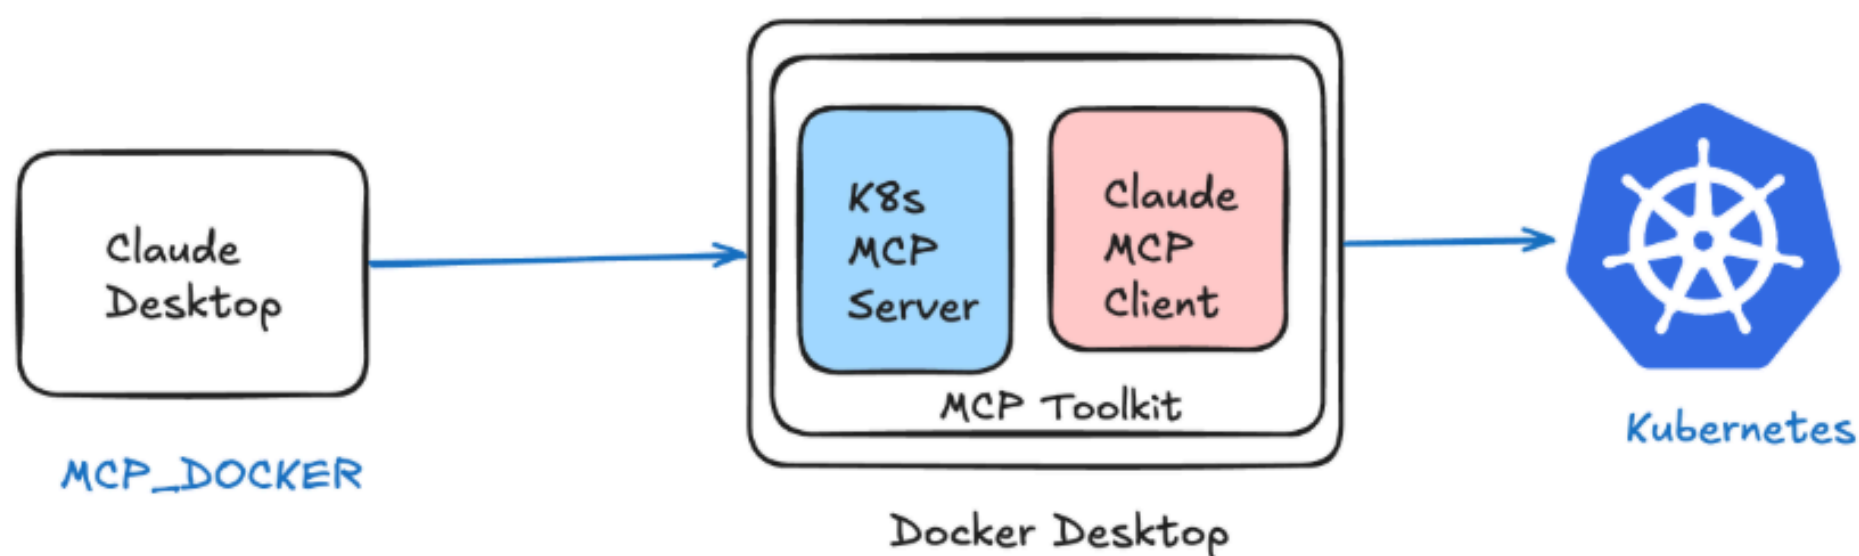 Claude
Desktop
MCP_DOCKER
K8s
MCP
Server
Claude
MCP
Client
MCP Toolkit
Docker Desktop
Kubernetes